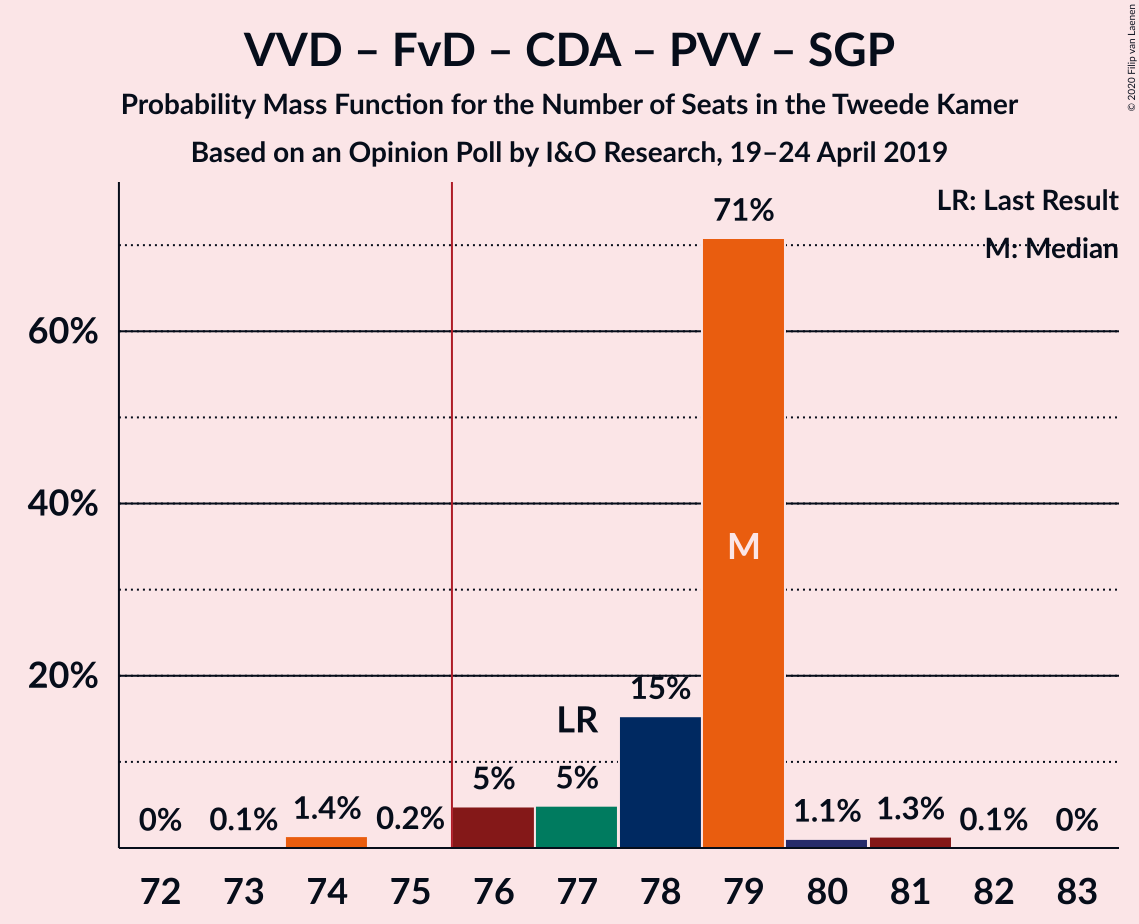 VVD – FvD – CDA – PVV – SGP
Probability Mass Function for the Number of Seats in the Tweede Kamer
Based on an Opinion Poll by I&O Research, 19–24 April 2019
© 2020 Filip van Laenen
LR: Last Result
M: Median
60%
40%
20%
0%
0.1%
1.4%
0.2%
5%
LR
5%
15%
71%
M
1.1%
1.3%
0.1%
0%
72 73 74 75 76 77 78 79 80 81 82 83